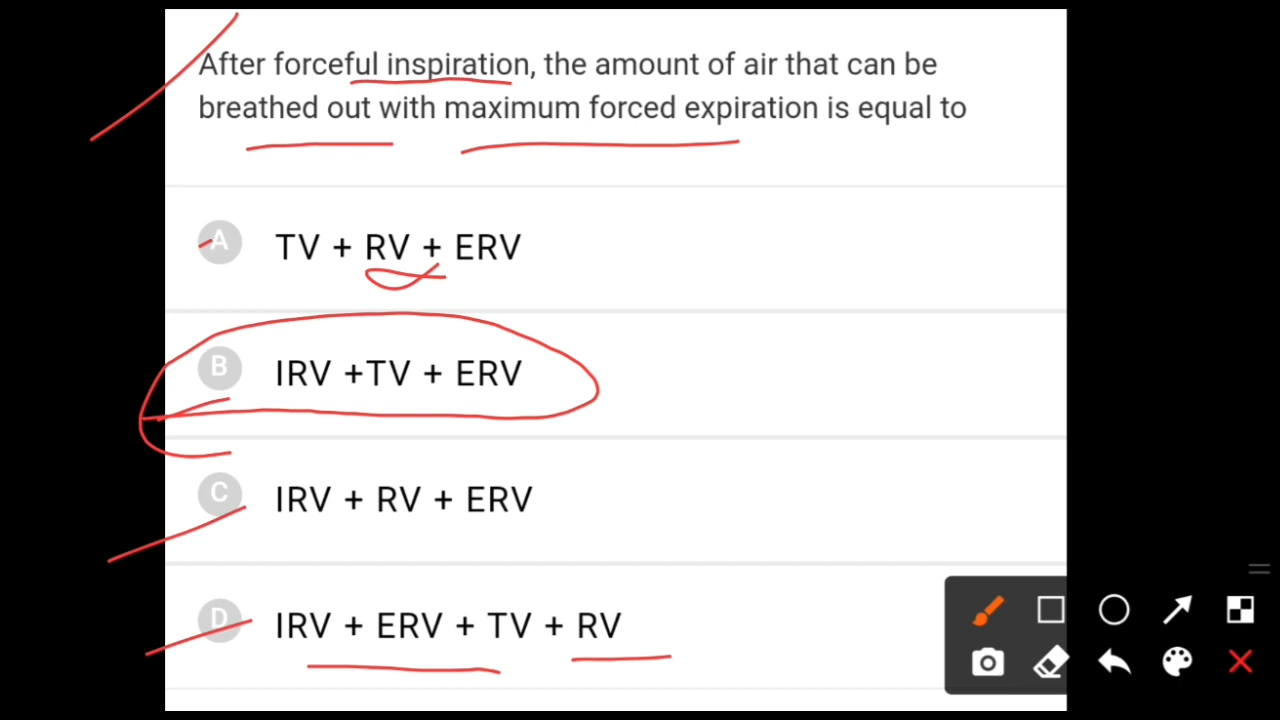 After forceful inspiration, the amount of air that can be
breathed out with maximum forced expiration is equal to
A TV + RV + ERV
B IRV +TV + ERV
C IRV + RV + ERV
D IRV + ERV + TV + RV